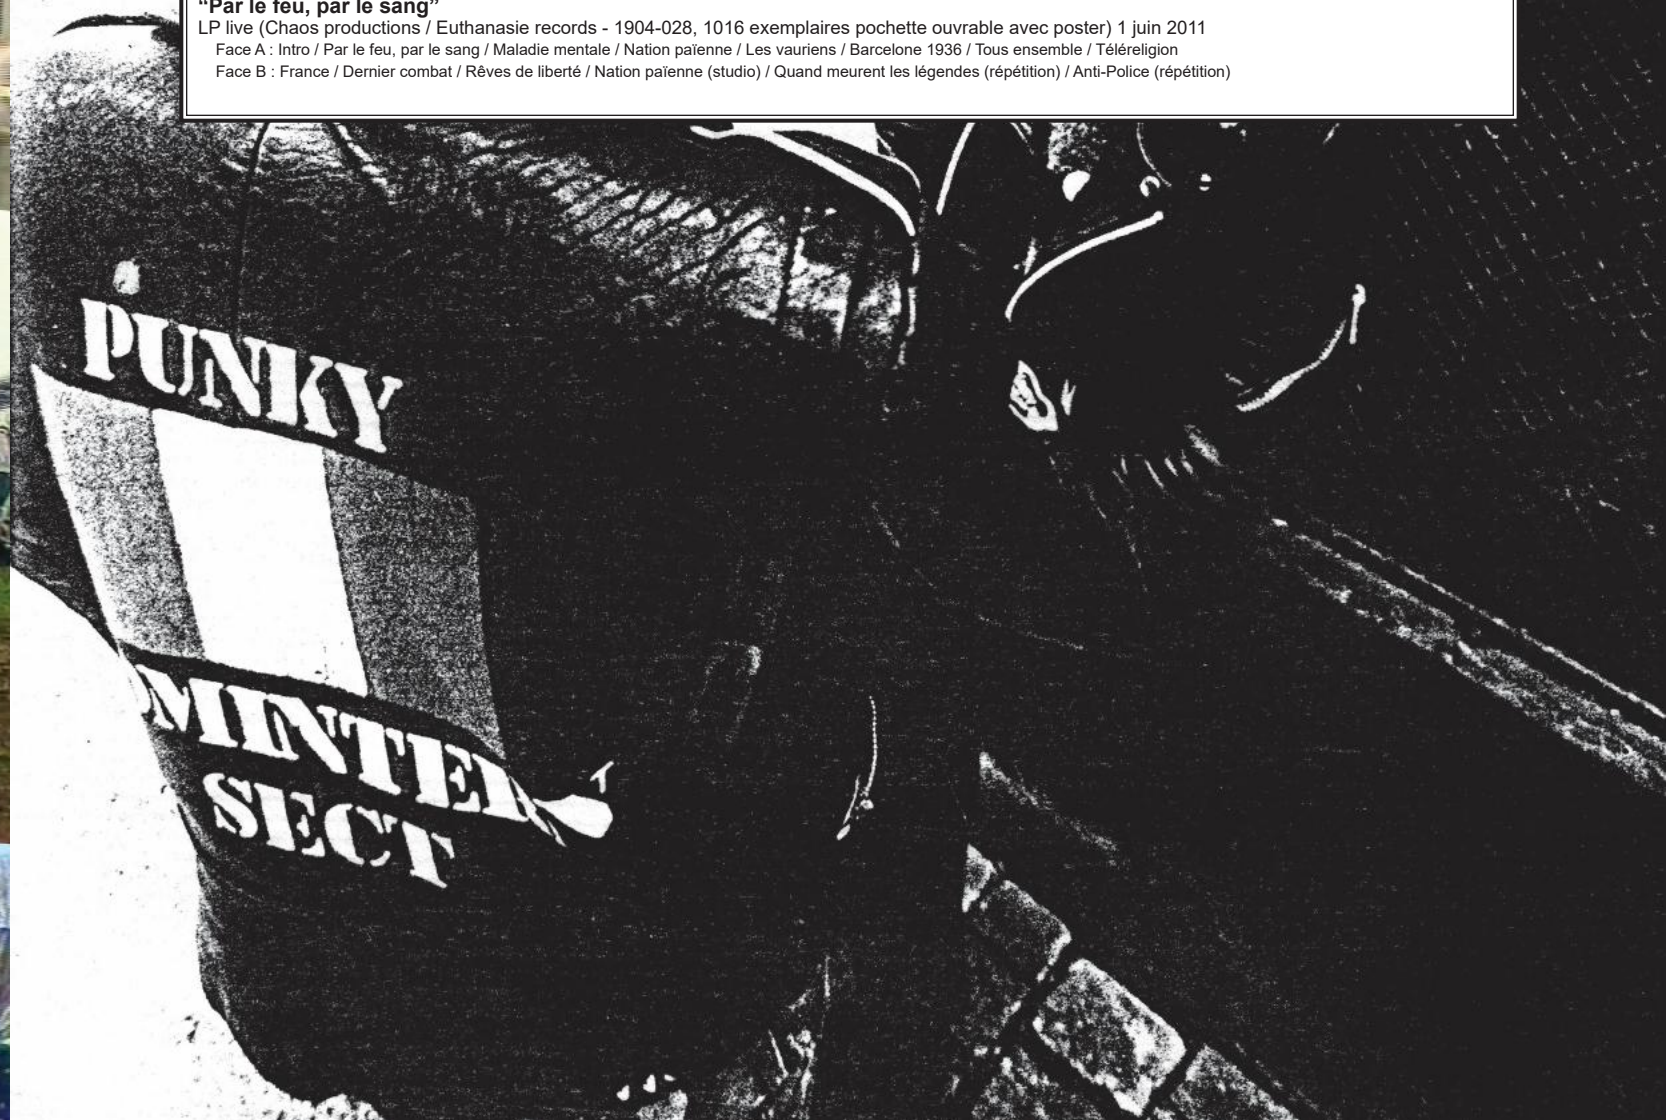 “Par le feu, par le sang”
LP live (Chaos productions / Euthanasie records - 1904-028, 1016 exemplaires pochette ouvrable avec poster) 1 juin 2011
Face A : Intro / Par le feu, par le sang / Maladie mentale / Nation païenne / Les vauriens / Barcelone 1936 / Tous ensemble / Téléreligion
Face B : France / Dernier combat / Rêves de liberté / Nation païenne (studio) / Quand meurent les légendes (répétition) / Anti-Police (répétition)
PUNKY
MINTER
SECT